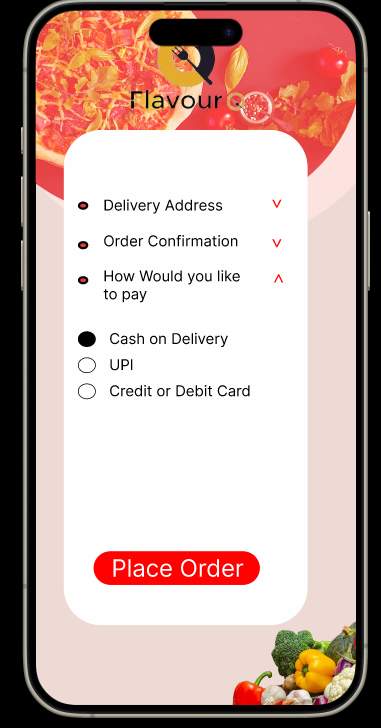 Flavour
Delivery Address
Order Confirmation
How Would you like
to pay
Cash on Delivery
UPI
Credit or Debit Card
Place Order